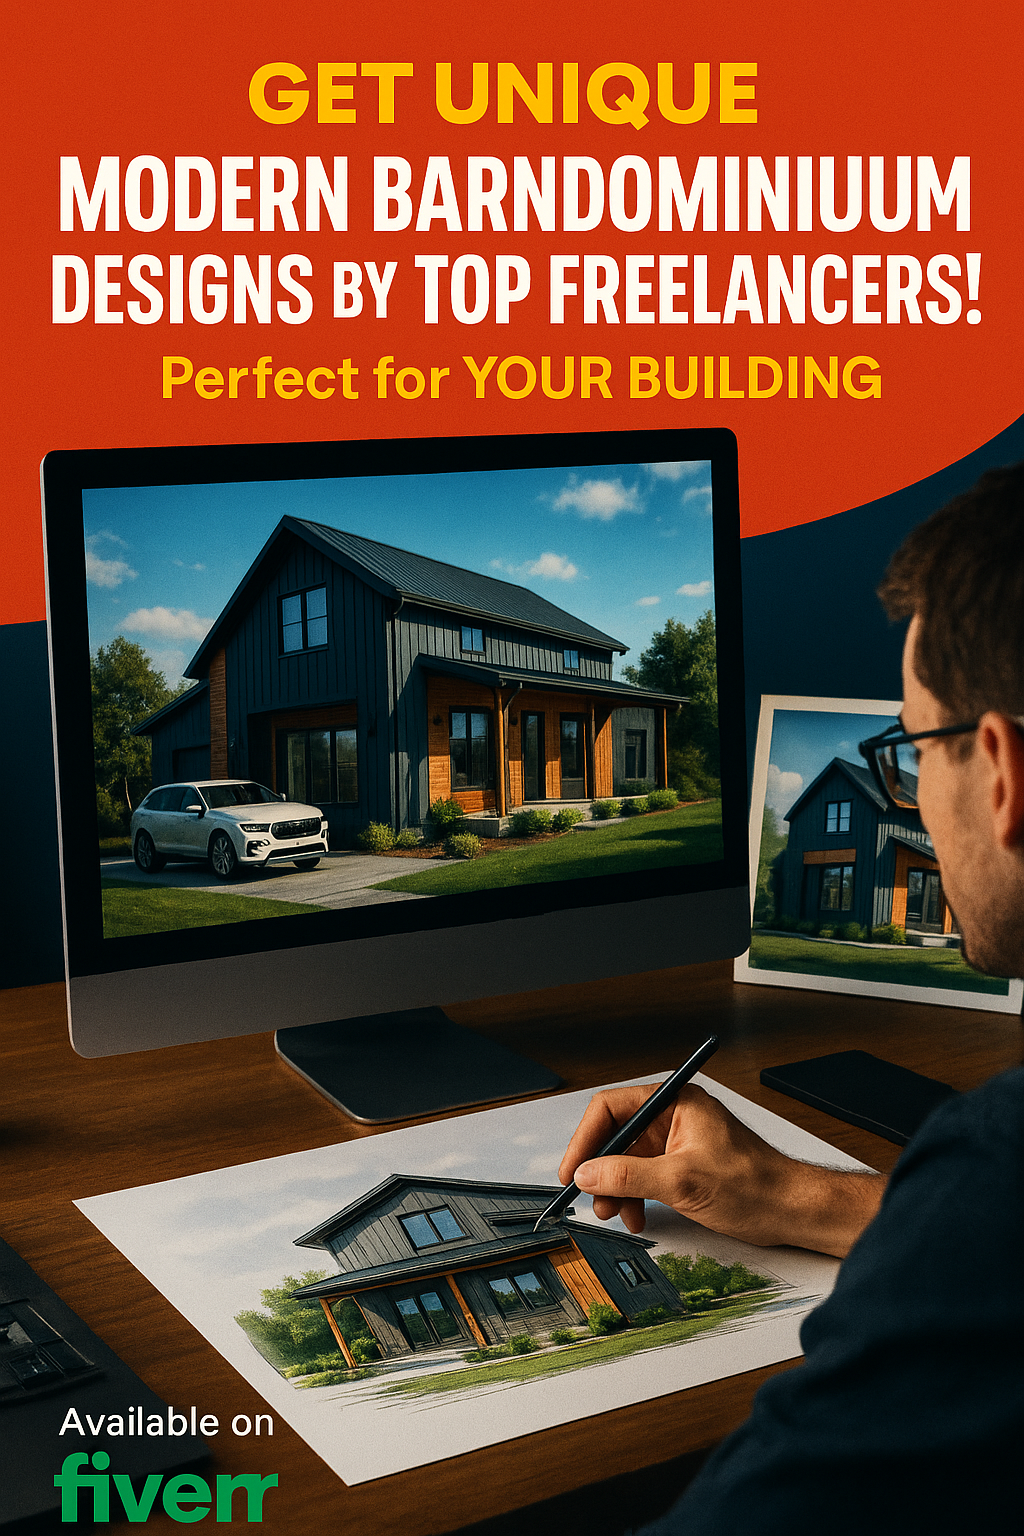 GET UNIQUE
MODERN BARNDOMINIUUM
DESIGNS BY TOP FREELANCERS!
Perfect for YOUR BUILDING
Available on
fiverr